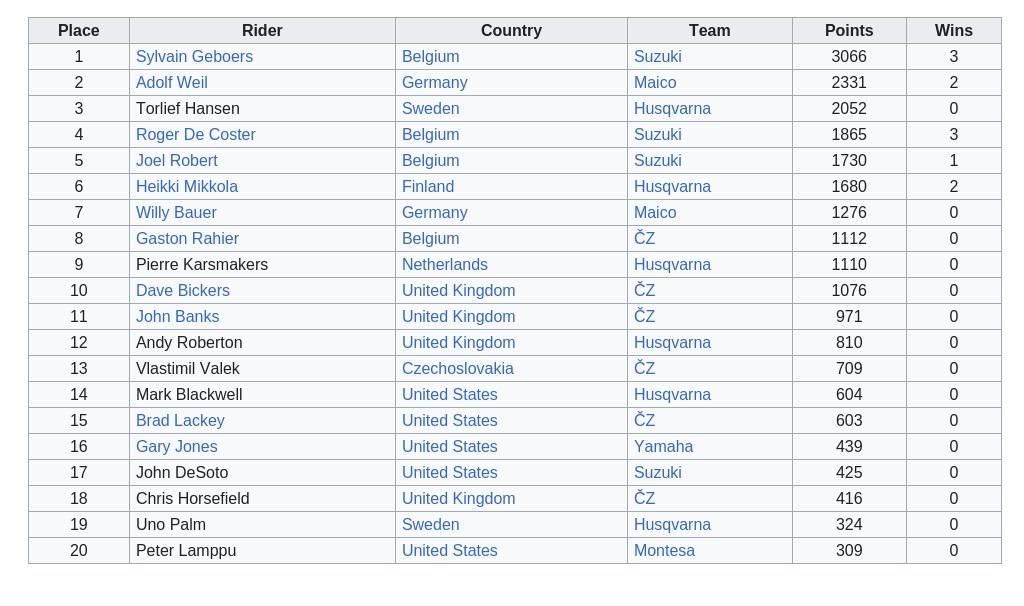 Place Rider Country Team Points Wins
1 Sylvain Geboers Belgium Suzuki 3066 3
2 Adolf Weil Germany Maico 2331 2
3 Torlief Hansen Sweden Husqvarna 2052 0
4 Roger De Coster Belgium Suzuki 1865 3
5 Joel Robert Belgium Suzuki 1730 1
6 Heikki Mikkola Finland Husqvarna 1680 2
7 Willy Bauer Germany Maico 1276 0
8 Gaston Rahier Belgium ČZ 1112 0
9 Pierre Karsmakers Netherlands Husqvarna 1110 0
10 Dave Bickers United Kingdom ČZ 1076 0
11 John Banks United Kingdom ČZ 971 0
12 Andy Roberton United Kingdom Husqvarna 810 0
13 Vlastimil Valek Czechoslovakia ČZ 709 0
14 Mark Blackwell United States Husqvarna 604 0
15 Brad Lackey United States ČZ 603 0
16 Gary Jones United States Yamaha 439 0
17 John DeSoto United States Suzuki 425 0
18 Chris Horsefield United Kingdom ČZ 416 0
19 Uno Palm Sweden Husqvarna 324 0
20 Peter Lamppu United States Montesa 309 0